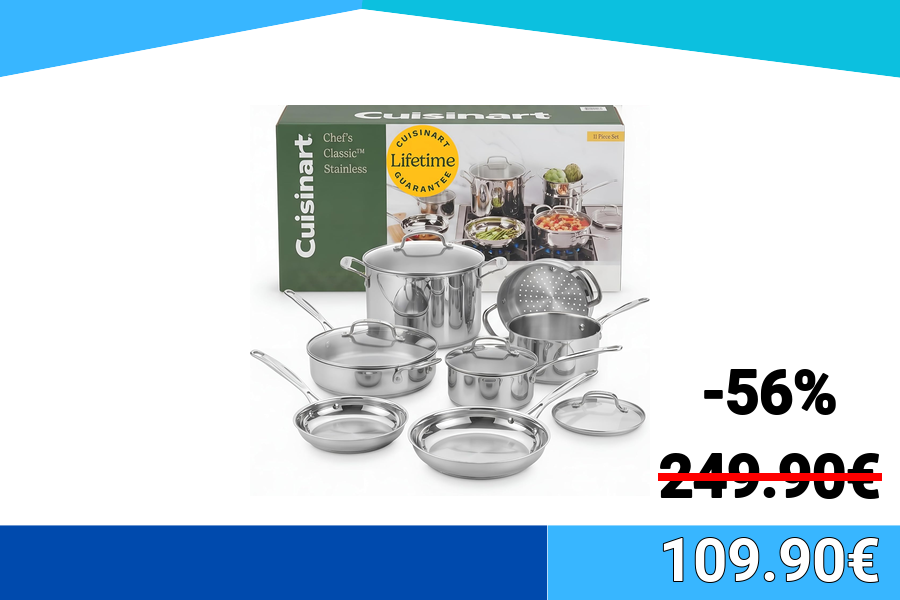 Cuisinart
Cuisinart
Chef's
Classic™
Stainless
CUISINART
Lifetime
GUARANTEE
11 Piece Set
-56%
249.90€
109.90€